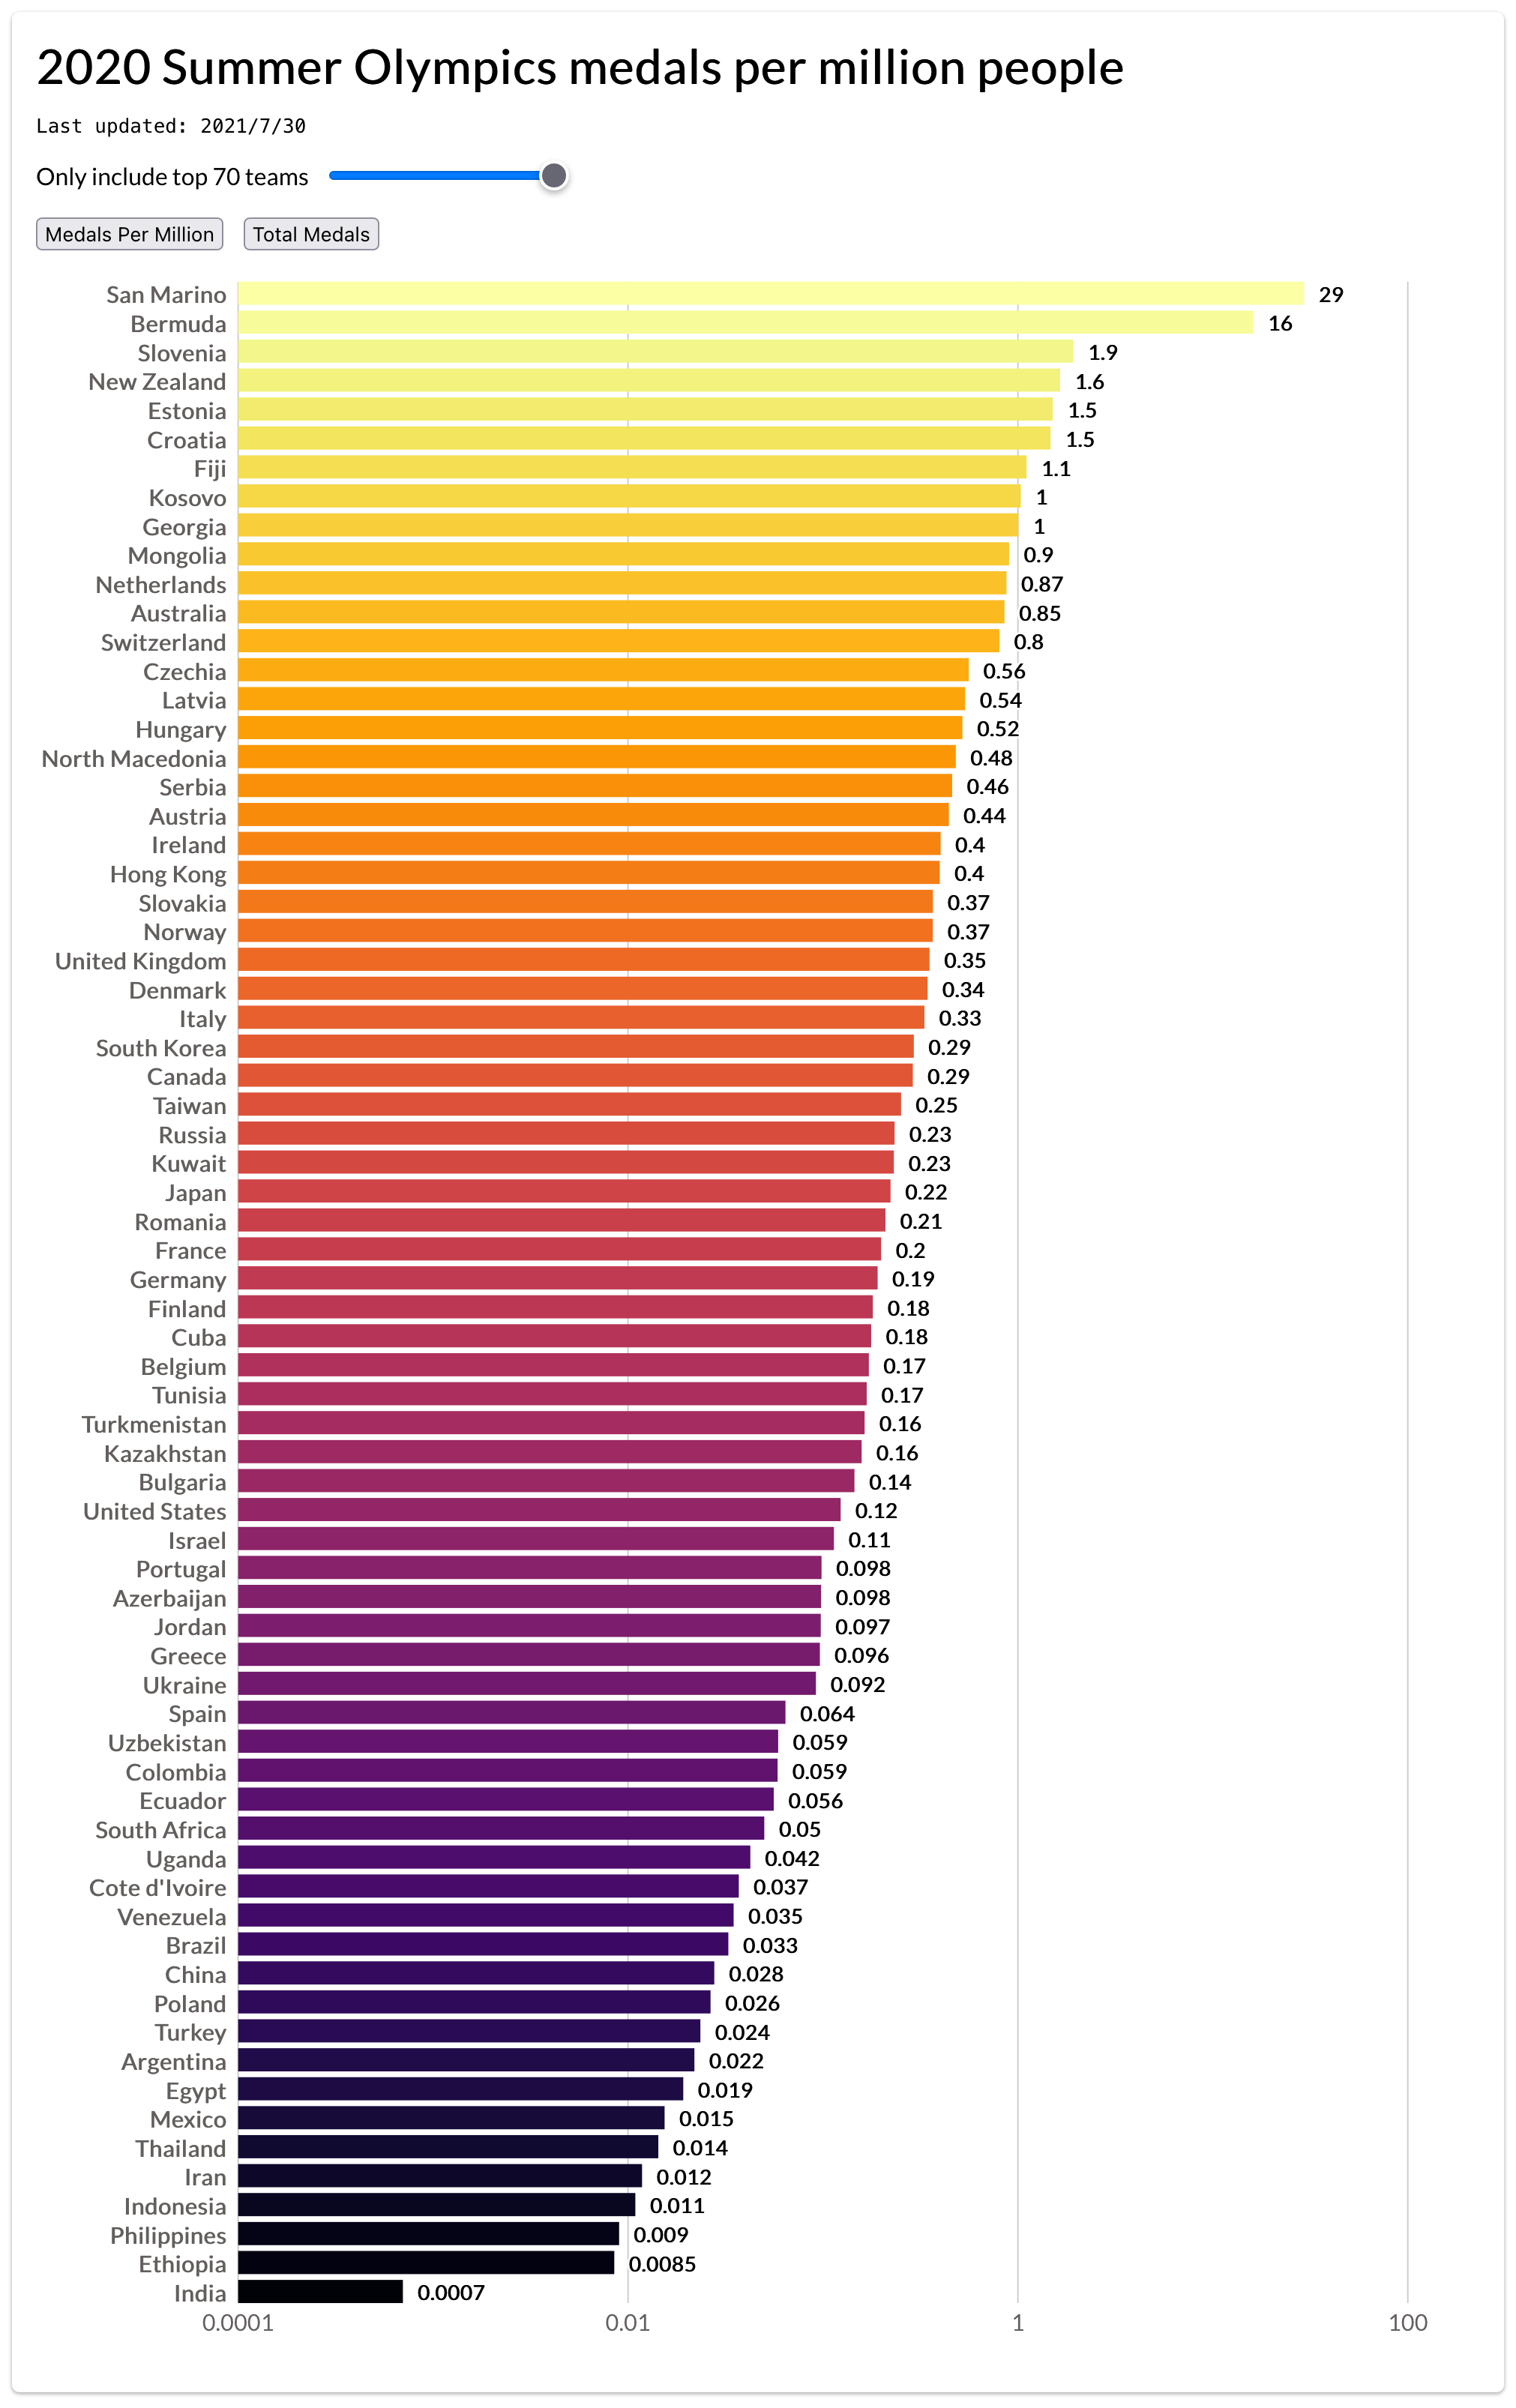 2020 Summer Olympics medals per million people
Last updated: 2021/7/30
Only include top 70 teams
Medals Per Million Total Medals
San Marino 29
Bermuda 16
Slovenia 1.9
New Zealand 1.6
Estonia 1.5
Croatia 1.5
Fiji 1.1
Kosovo 1
Georgia 1
Mongolia 0.9
Netherlands 0.87
Australia 0.85
Switzerland 0.8
Czechia 0.56
Latvia 0.54
Hungary 0.52
North Macedonia 0.48
Serbia 0.46
Austria 0.44
Ireland 0.4
Hong Kong 0.4
Slovakia 0.37
Norway 0.37
United Kingdom 0.35
Denmark 0.34
Italy 0.33
South Korea 0.29
Canada 0.29
Taiwan 0.25
Russia 0.23
Kuwait 0.23
Japan 0.22
Romania 0.21
France 0.2
Germany 0.19
Finland 0.18
Cuba 0.18
Belgium 0.17
Tunisia 0.17
Turkmenistan 0.16
Kazakhstan 0.16
Bulgaria 0.14
United States 0.12
Israel 0.11
Portugal 0.098
Azerbaijan 0.098
Jordan 0.097
Greece 0.096
Ukraine 0.092
Spain 0.064
Uzbekistan 0.059
Colombia 0.059
Ecuador 0.056
South Africa 0.05
Uganda 0.042
Cote d'Ivoire 0.037
Venezuela 0.035
Brazil 0.033
China 0.028
Poland 0.026
Turkey 0.024
Argentina 0.022
Egypt 0.019
Mexico 0.015
Thailand 0.014
Iran 0.012
Indonesia 0.011
Philippines 0.009
Ethiopia 0.0085
India 0.0007
0.0001 0.01 1 100